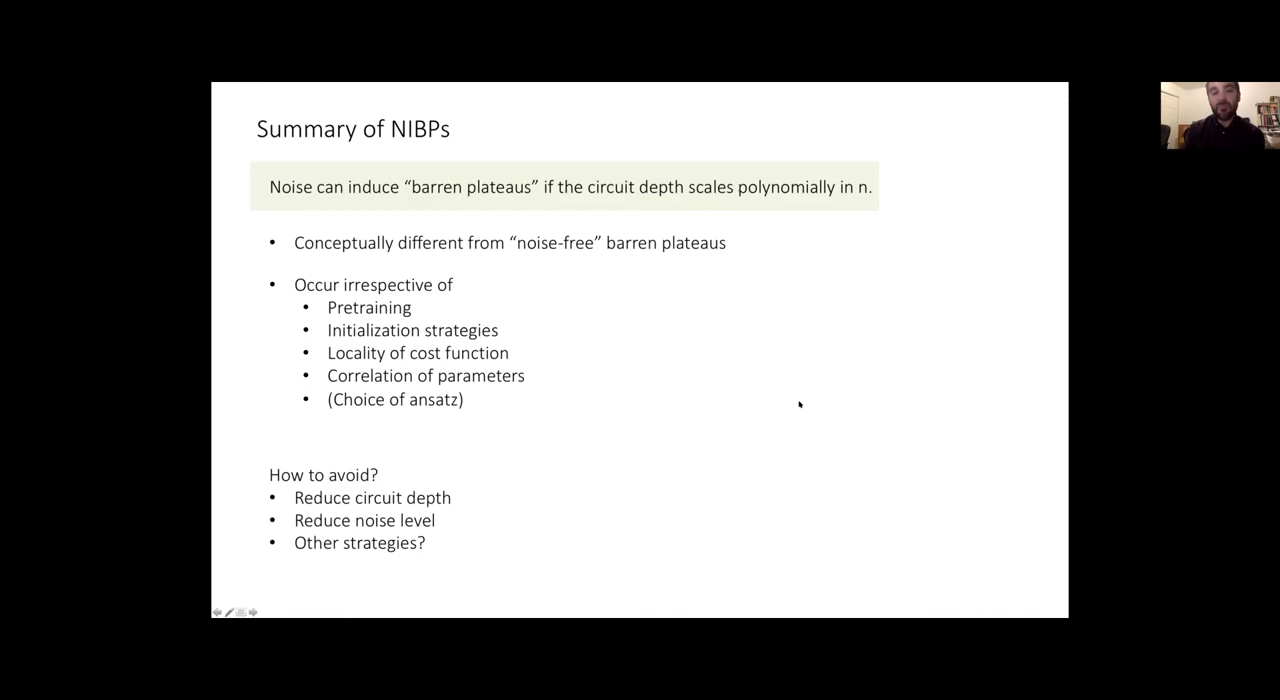 Summary of NIBPs
Noise can induce “barren plateaus” if the circuit depth scales polynomially in n.
• Conceptually different from “noise-free” barren plateaus
• Occur irrespective of
• Pretraining
• Initialization strategies
• Locality of cost function
• Correlation of parameters
• (Choice of ansatz)
How to avoid?
• Reduce circuit depth
• Reduce noise level
• Other strategies?